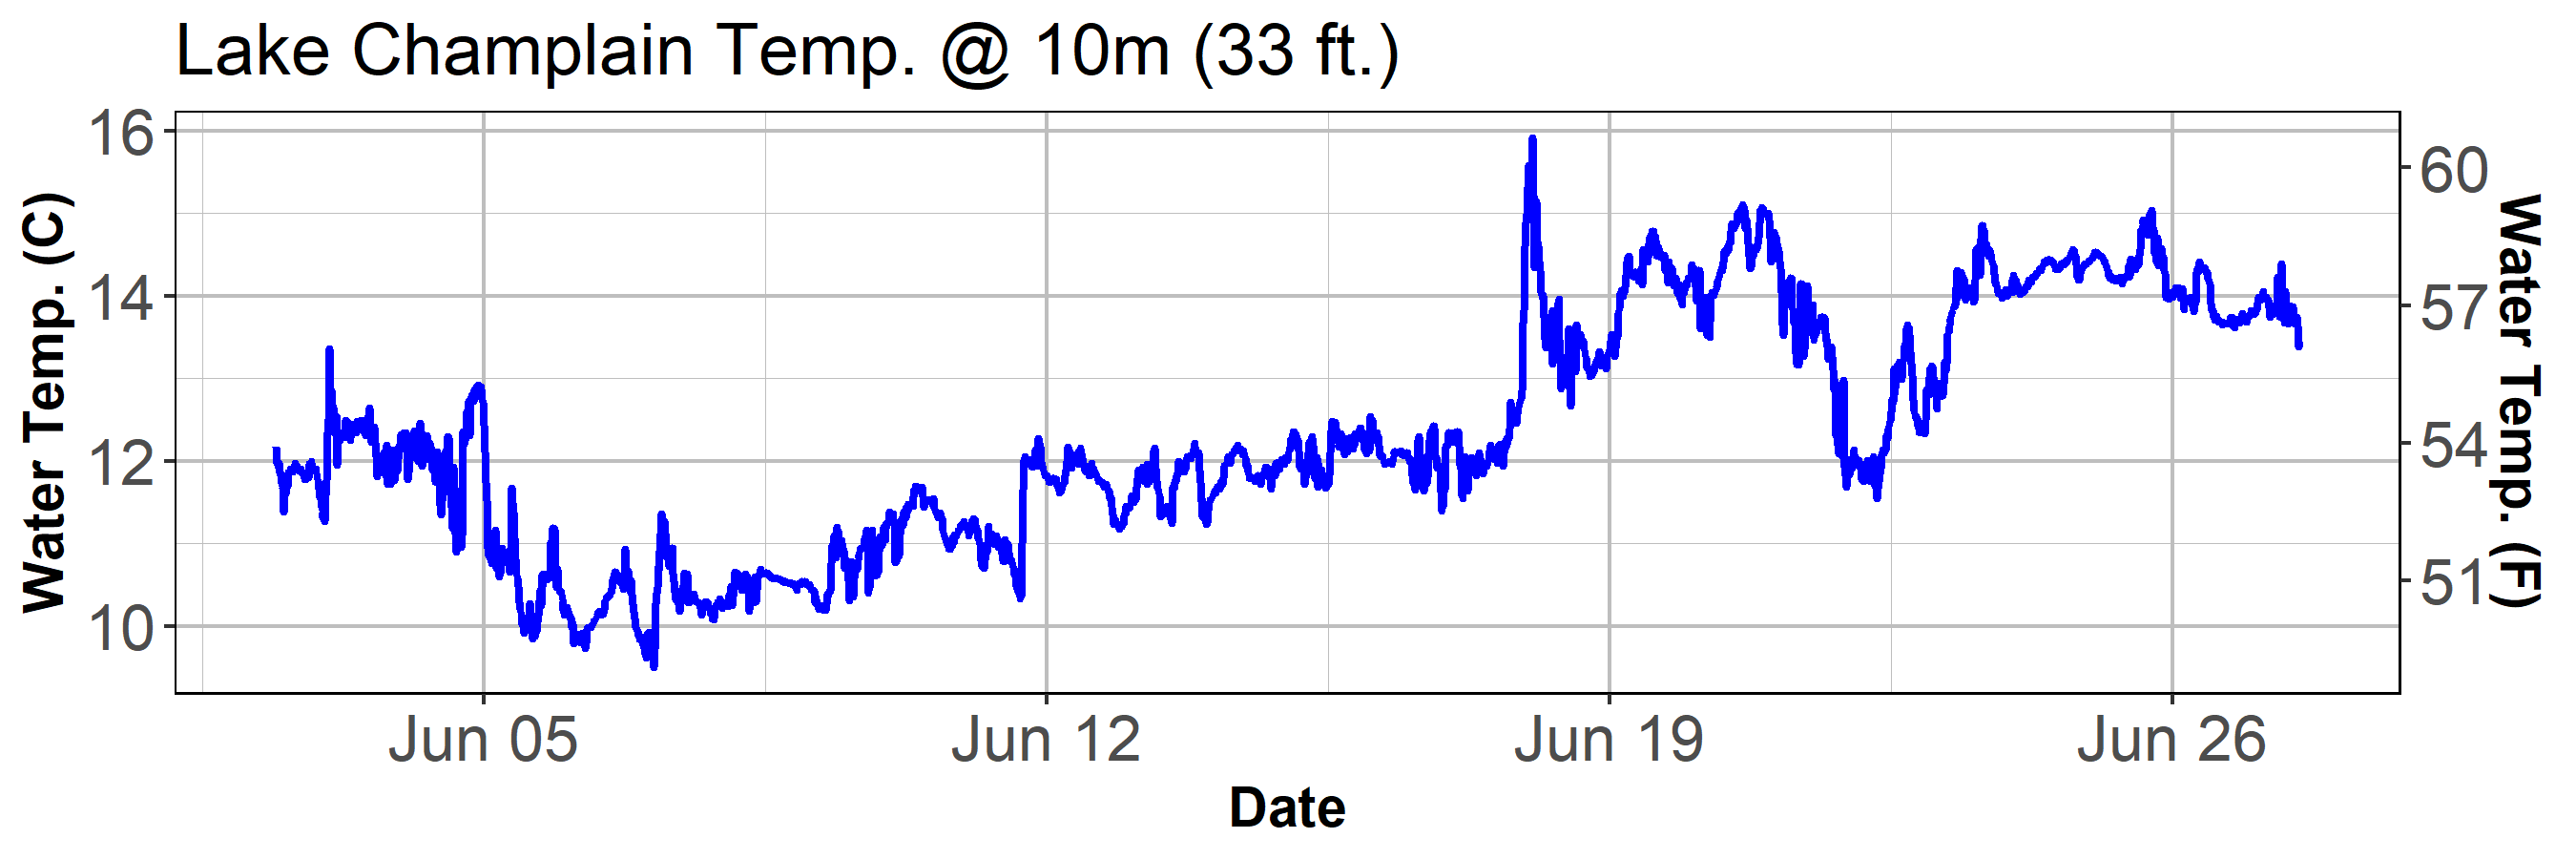 Lake Champlain Temp. @ 10m (33 ft.)
Water Temp. (C)
16
14
12
10
60
57
54
51
Water Temp. (F)
Jun 05
Jun 12
Jun 19
Jun 26
Date